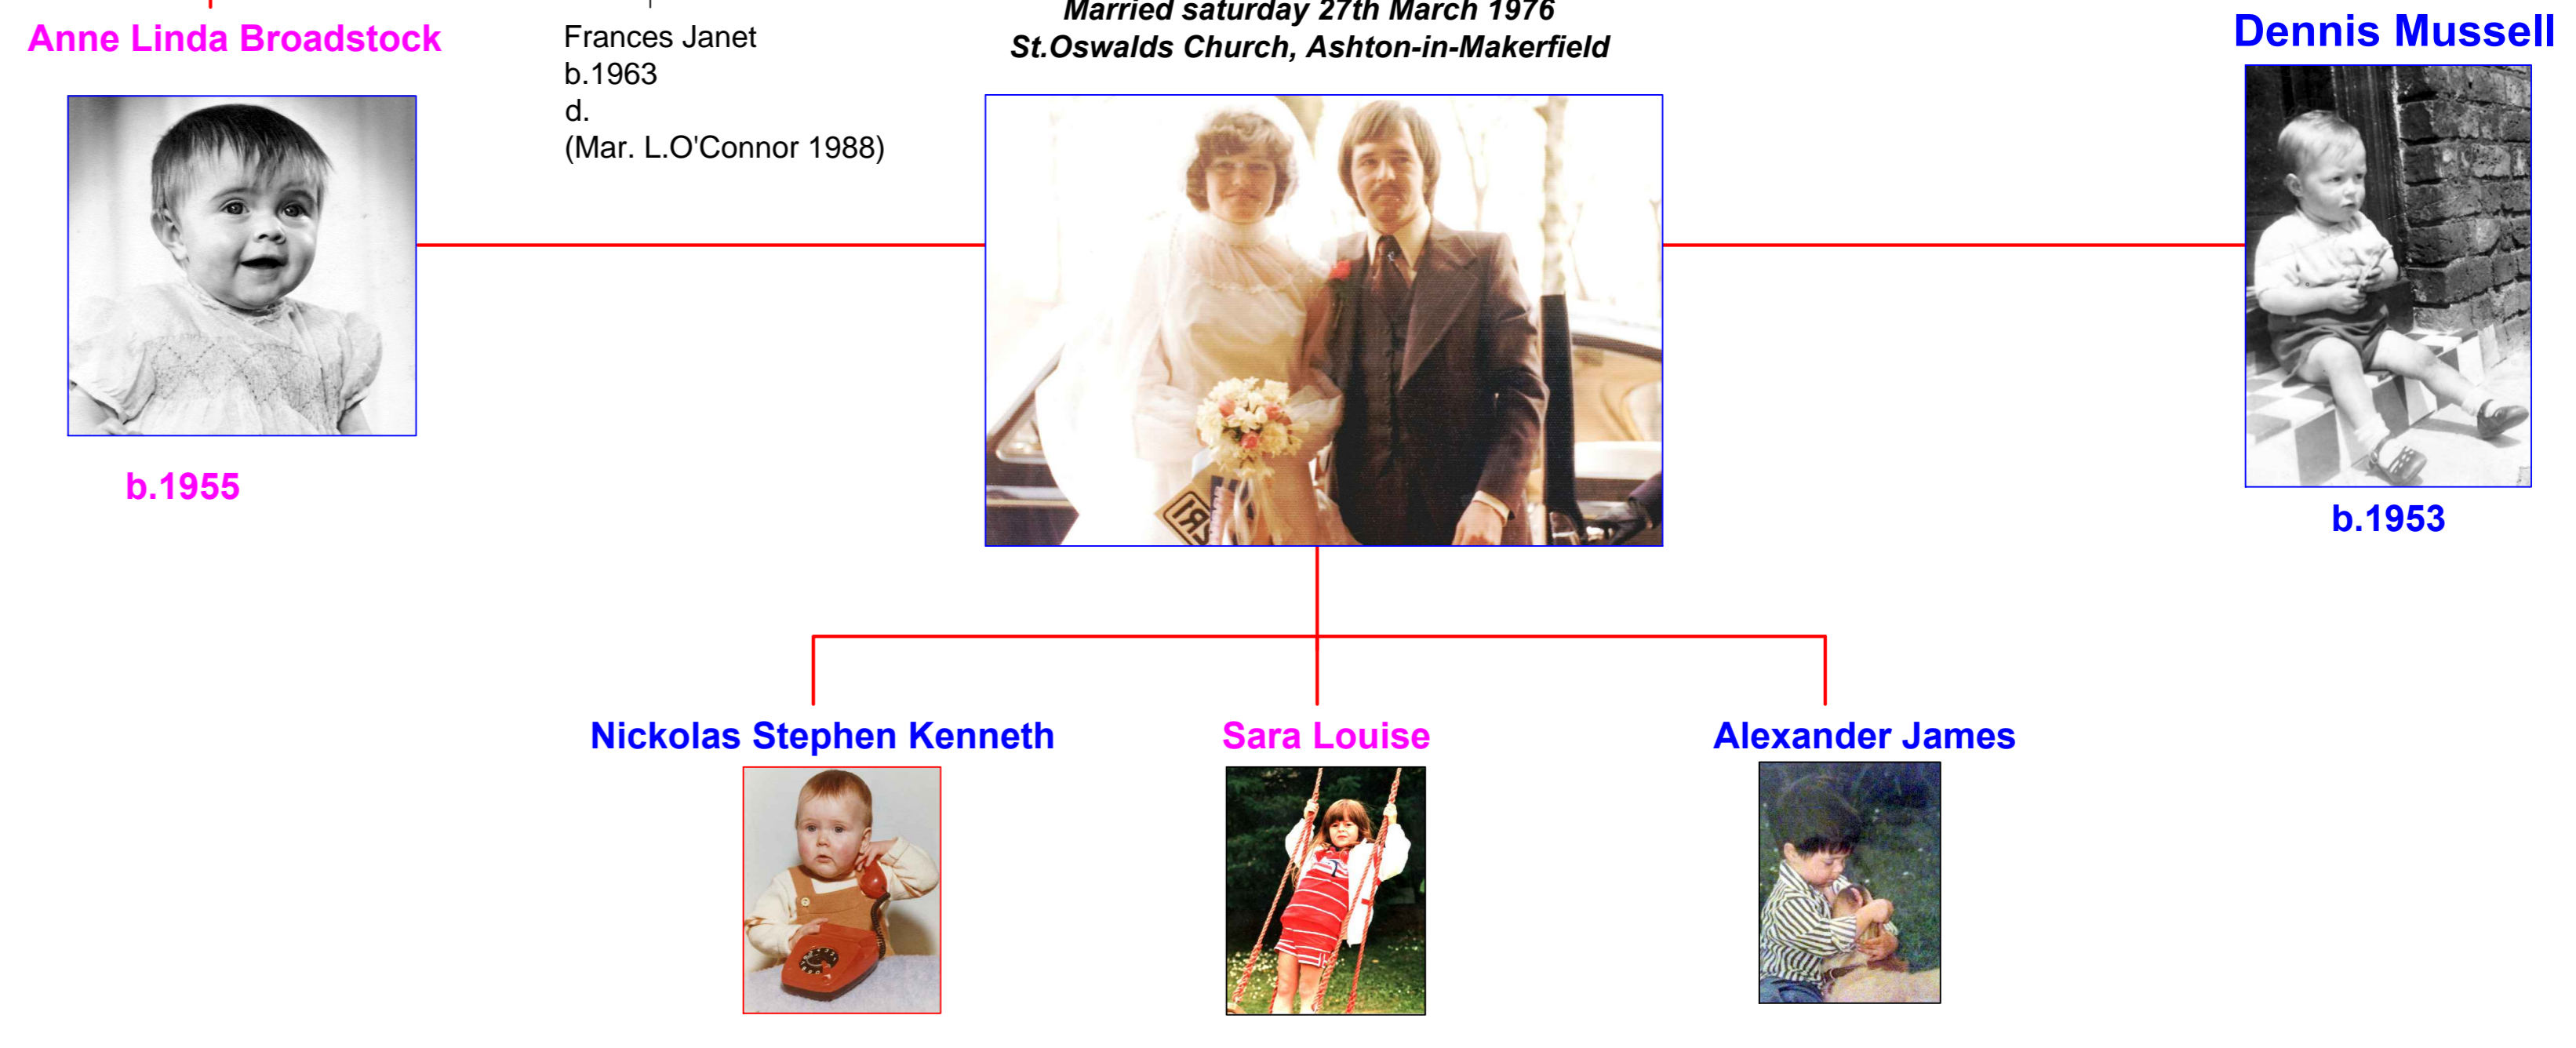 Anne Linda Broadstock
b.1955
Frances Janet
b.1963
d.
(Mar. L.O'Connor 1988)
Married saturday 27th March 1976
St.Oswalds Church, Ashton-in-Makerfield
Dennis Mussell
b.1953
Nickolas Stephen Kenneth
Sara Louise
Alexander James